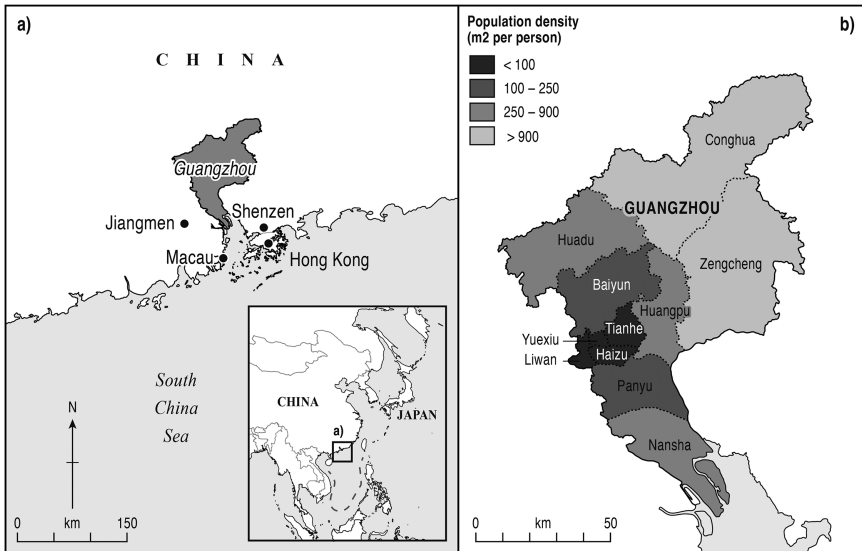 a)
C H I N A
Guangzhou
Jiangmen
Shenzen
Macau
Hong Kong
South
China
Sea
N
0 km 150
CHINA
JAPAN
a)
b)
Population density
(m2 per person)
< 100
100 – 250
250 – 900
> 900
Conghua
GUANGZHOU
Huadu
Zengcheng
Baiyun
Huangpu
Tianhe
Yuexiu
Liwan
Haizu
Panyu
Nansha
0 km 50